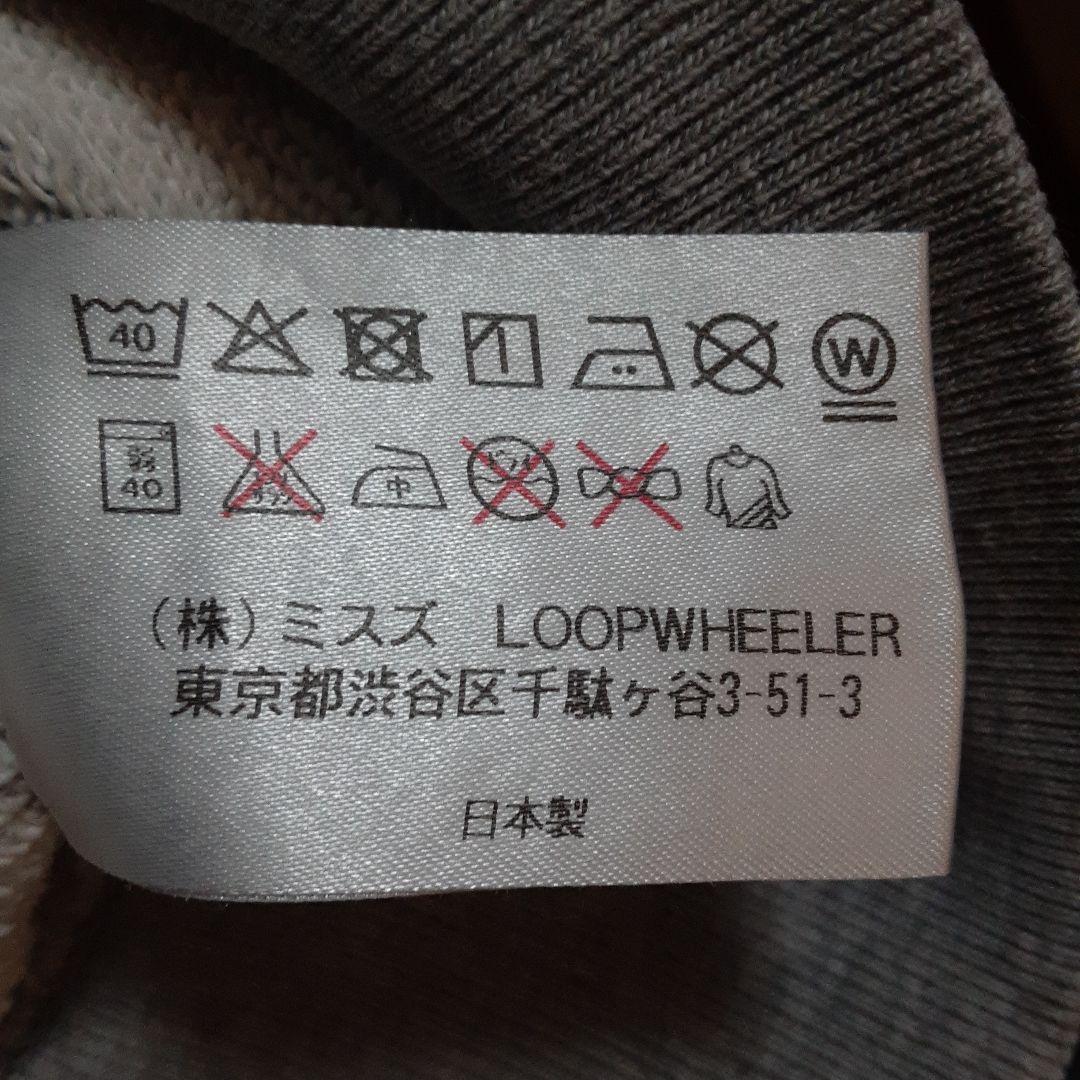 40 W
弱 40 中
(株)ミスズ LOOPWHEELER
東京都渋谷区千駄ヶ谷3-51-3
日本製